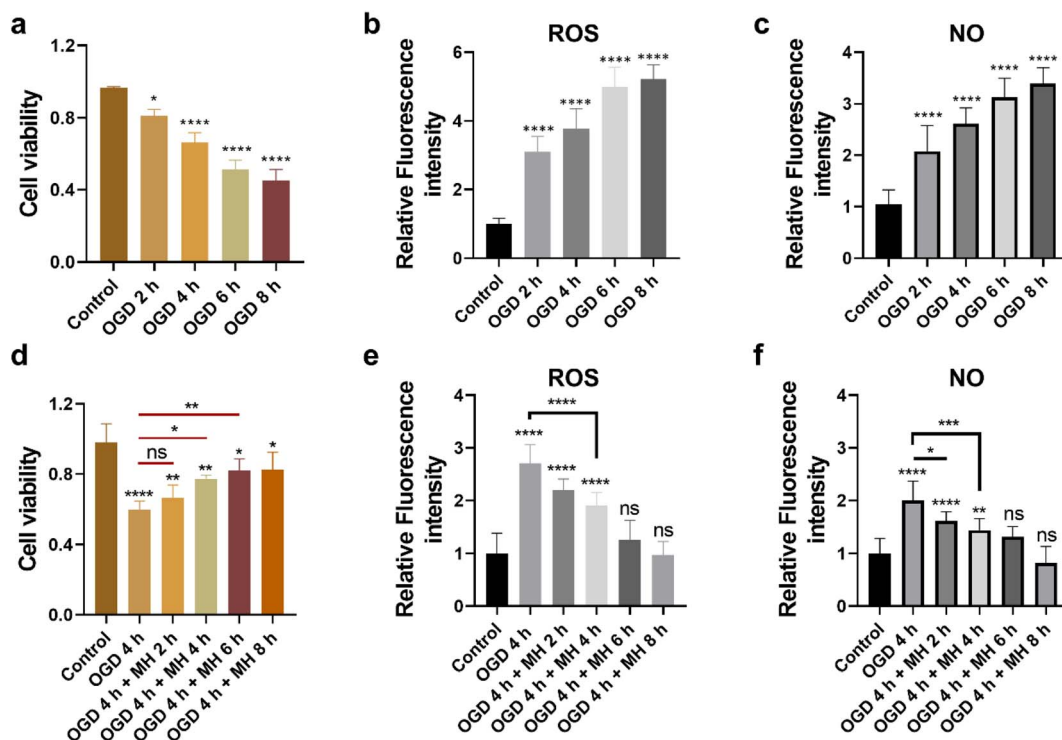 a
Cell viability
1.2
0.8
0.4
0.0
*
****
****
****
Control
OGD 2 h
OGD 4 h
OGD 6 h
OGD 8 h
b
ROS
Relative Fluorescence
intensity
6
4
2
0
****
****
****
****
Control
OGD 2 h
OGD 4 h
OGD 6 h
OGD 8 h
c
NO
Relative Fluorescence
intensity
4
3
2
1
0
****
****
****
****
Control
OGD 2 h
OGD 4 h
OGD 6 h
OGD 8 h
d
Cell viability
1.2
0.8
0.4
0.0
**
*
ns
****
**
**
*
*
Control
OGD 4 h
OGD 4 h + MH 2 h
OGD 4 h + MH 4 h
OGD 4 h + MH 6 h
OGD 4 h + MH 8 h
e
ROS
Relative Fluorescence
intensity
4
3
2
1
0
****
****
****
****
ns
ns
Control
OGD 4 h
OGD 4 h + MH 2 h
OGD 4 h + MH 4 h
OGD 4 h + MH 6 h
OGD 4 h + MH 8 h
f
NO
Relative Fluorescence
intensity
4
3
2
1
0
***
*
****
****
**
ns
ns
Control
OGD 4 h
OGD 4 h + MH 2 h
OGD 4 h + MH 4 h
OGD 4 h + MH 6 h
OGD 4 h + MH 8 h